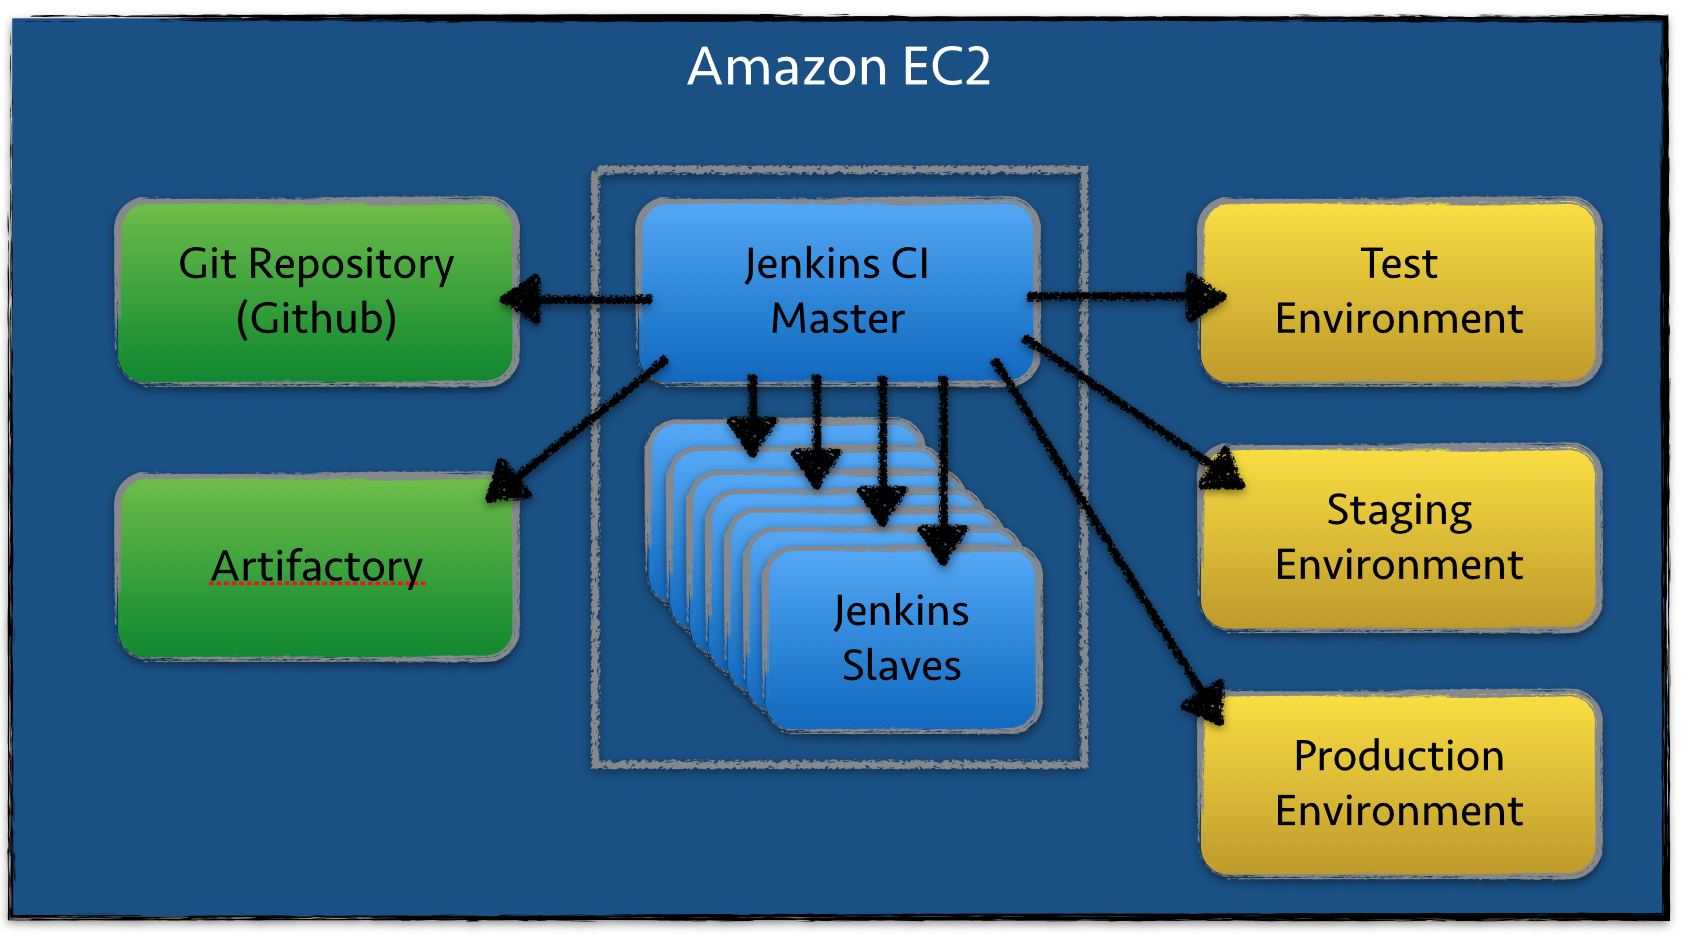 Amazon EC2
Git Repository
(Github)
Jenkins CI
Master
Test
Environment
Artifactory
Jenkins
Slaves
Staging
Environment
Production
Environment